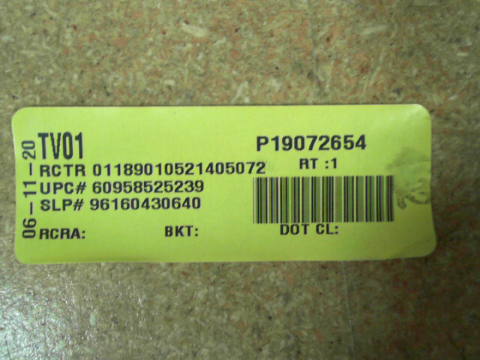 06-11-20
TV01 P19072654
RCTR 01189010521405072 RT :1
UPC# 60958525239
SLP# 96160430640
RCRA: BKT: DOT CL: